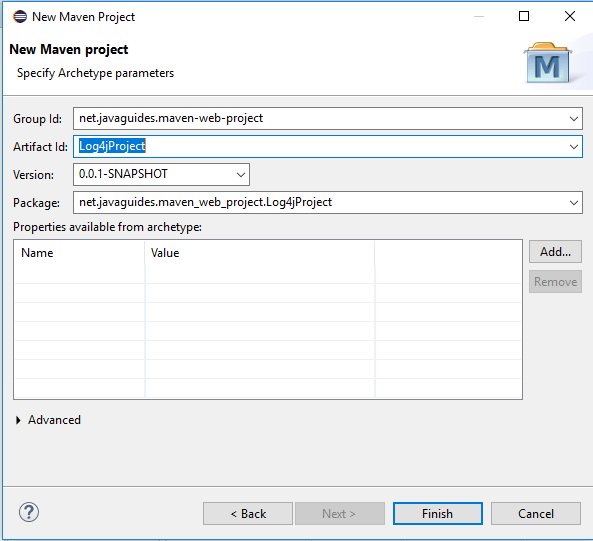 New Maven Project
New Maven project
Specify Archetype parameters
M
Group Id: net.javaguides.maven-web-project
Artifact Id: Log4jProject
Version: 0.0.1-SNAPSHOT
Package: net.javaguides.maven_web_project.Log4jProject
Properties available from archetype:
Name Value
Add...
Remove
Advanced
? < Back Next > Finish Cancel